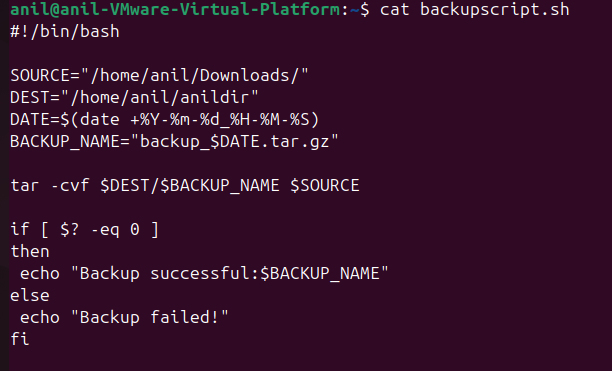 anil@anil-VMware-Virtual-Platform:~$ cat backupscript.sh
#!/bin/bash

SOURCE="/home/anil/Downloads/"
DEST="/home/anil/anildir"
DATE=$(date +%Y-%m-%d_%H-%M-%S)
BACKUP_NAME="backup_$DATE.tar.gz"

tar -cvf $DEST/$BACKUP_NAME $SOURCE

if [ $? -eq 0 ]
then
 echo "Backup successful:$BACKUP_NAME"
else
 echo "Backup failed!"
fi